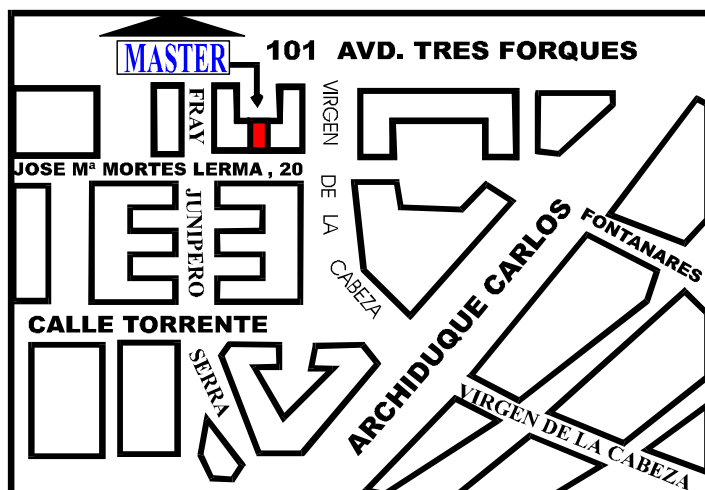 MASTER
101 AVD. TRES FORQUES
FRAY
VIRGEN
JOSE Mª MORTES LERMA , 20
JUNIPERO
DE LA
CABEZA
ARCHIDUQUE CARLOS
FONTANARES
CALLE TORRENTE
SERRA
VIRGEN DE LA CABEZA